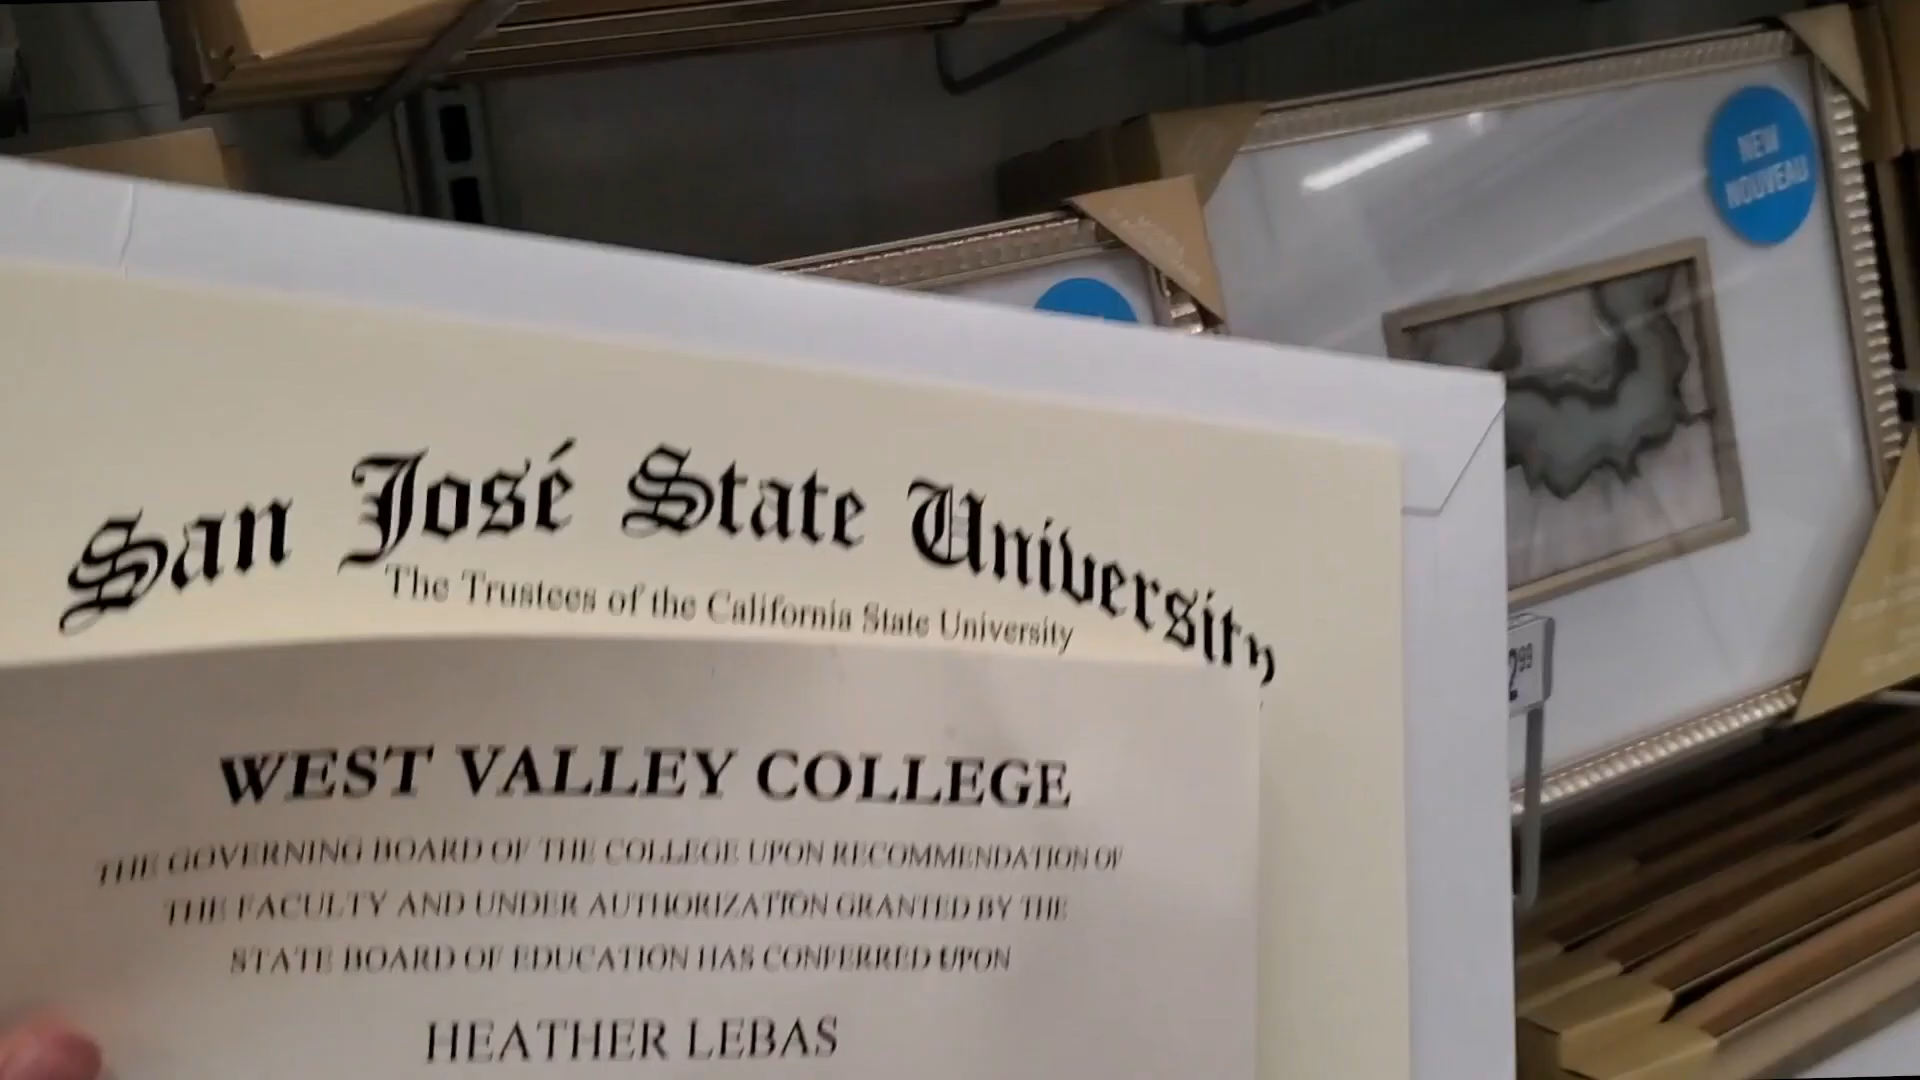 NEW
NOUVEAU
San José State University
The Trustees of the California State University
2⁹⁹
WEST VALLEY COLLEGE
THE GOVERNING BOARD OF THE COLLEGE UPON RECOMMENDATION OF
THE FACULTY AND UNDER AUTHORIZATION GRANTED BY THE
STATE BOARD OF EDUCATION HAS CONFERRED UPON
HEATHER LEBAS